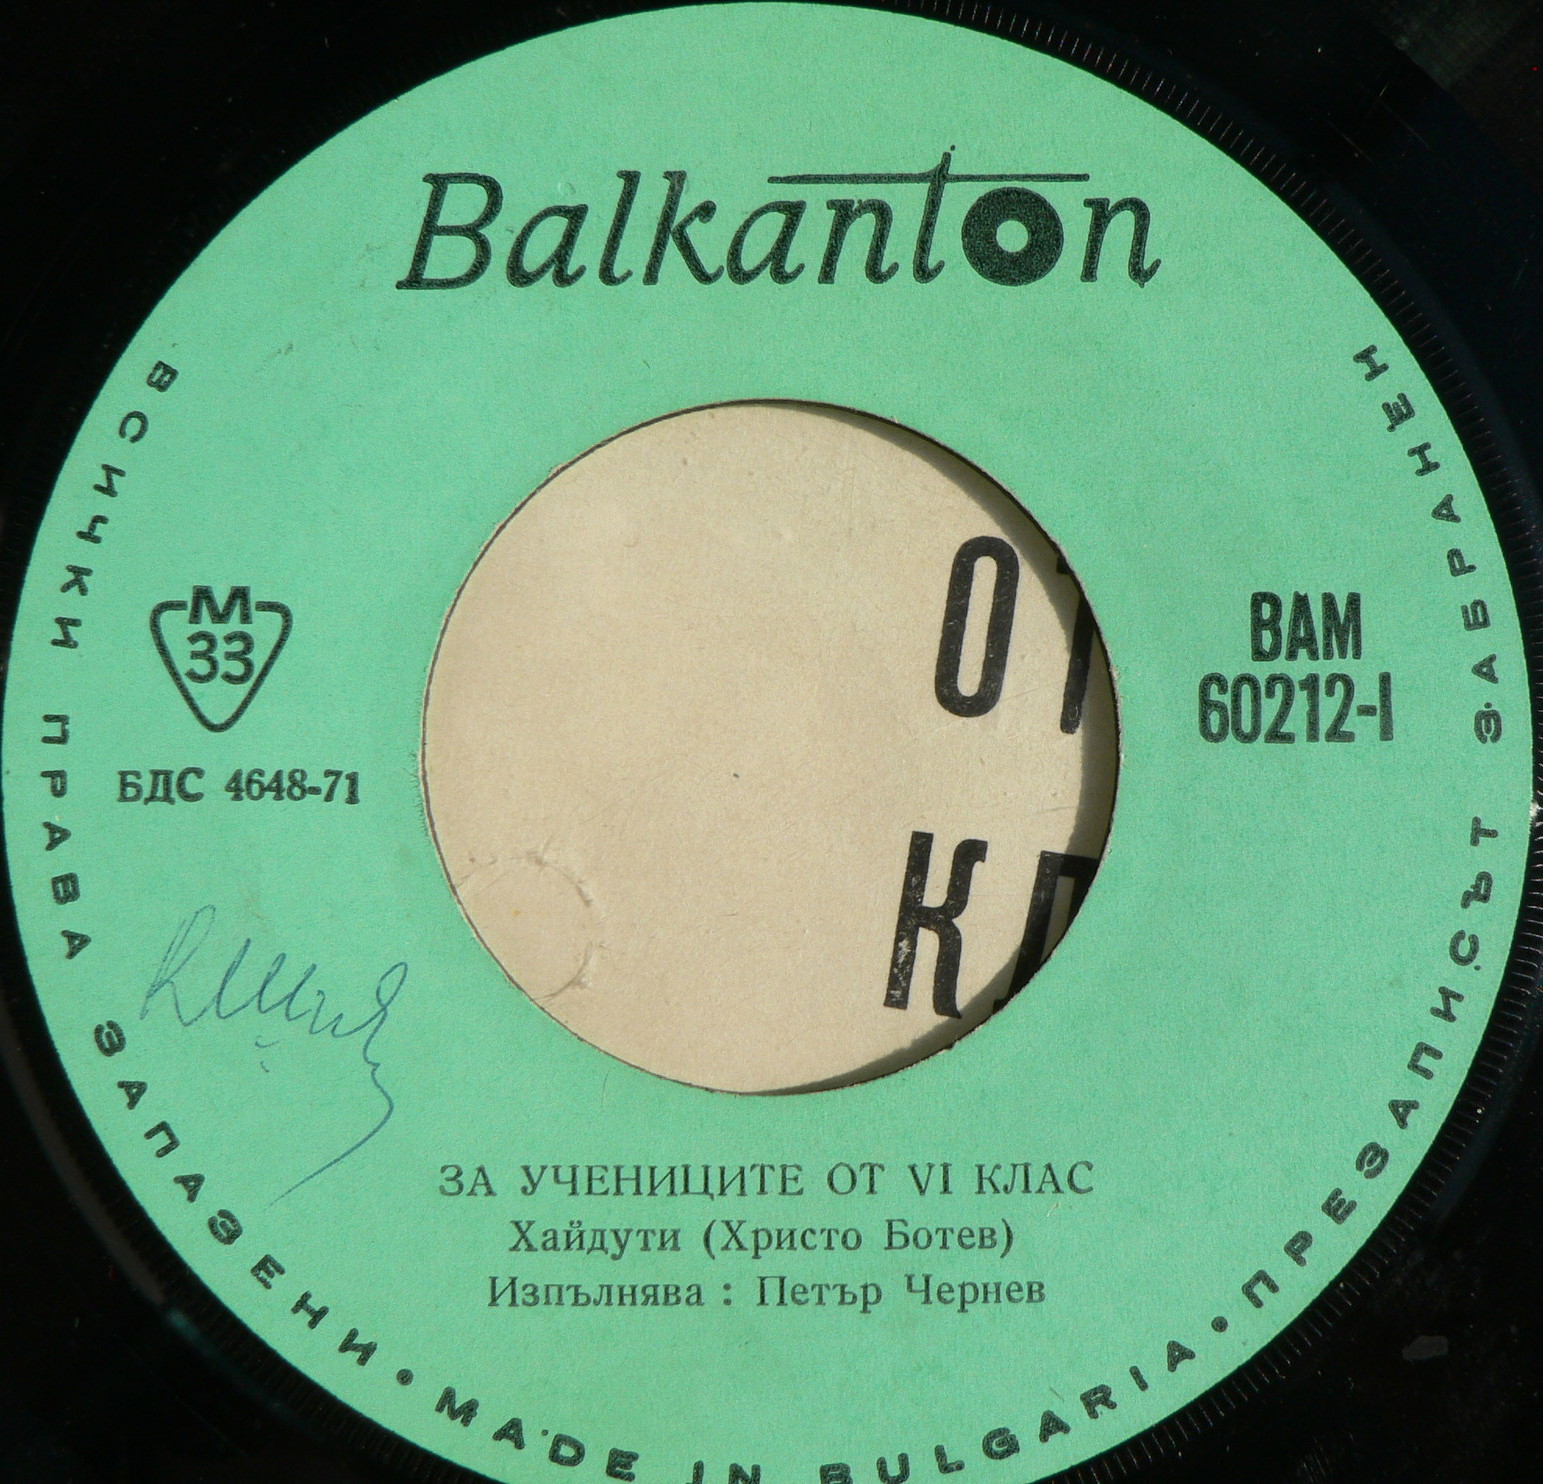 Balkanton
M
33
БДС 4648-71
ВАМ
60212-I
ОТ
КЛ
ЗА УЧЕНИЦИТЕ ОТ VI КЛАС
Хайдути (Христо Ботев)
Изпълнява : Петър Чернев
ВСИЧКИ ПРАВА ЗАПАЗЕНИ • MADE IN BULGARIA • ПРЕЗАПИСЪТ ЗАБРАНЕН